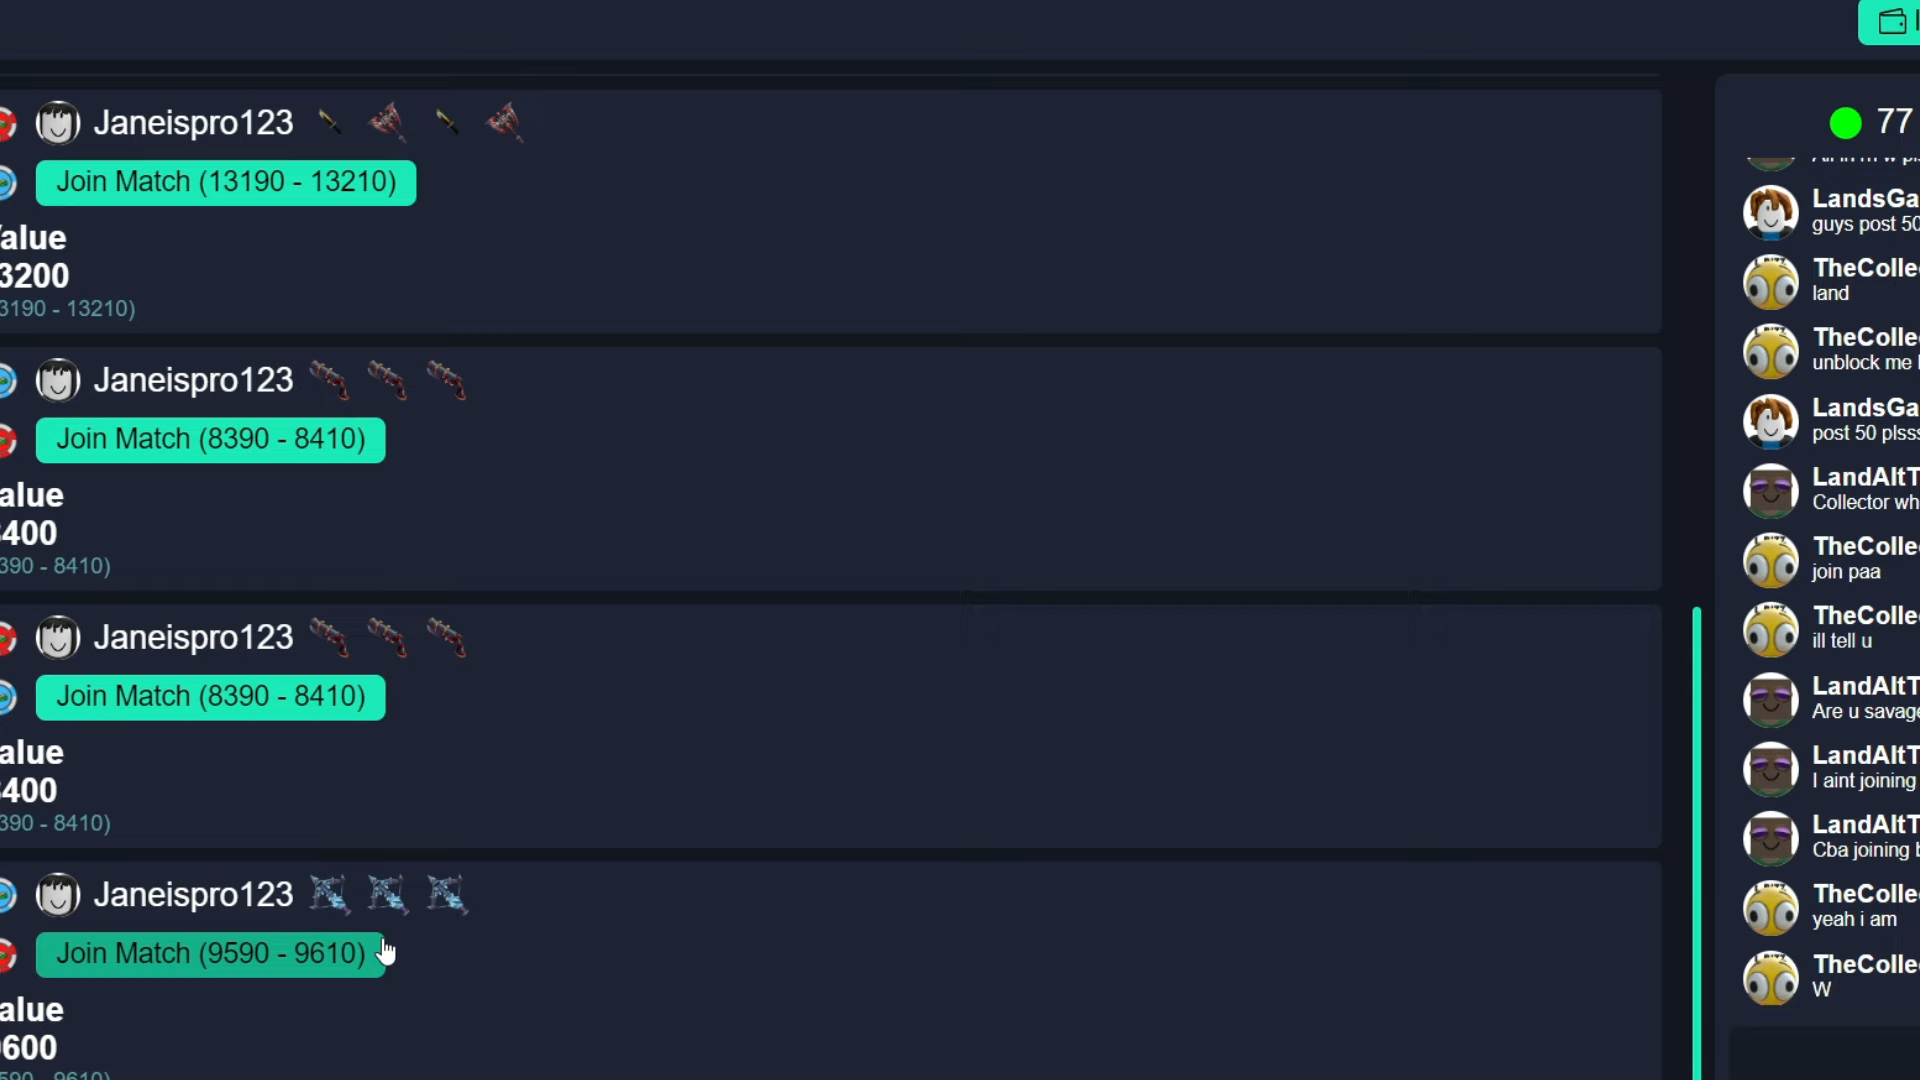 Janeispro123
Join Match (13190 - 13210)
alue
3200
3190 - 13210)
Janeispro123
Join Match (8390 - 8410)
alue
400
390 - 8410)
Janeispro123
Join Match (8390 - 8410)
alue
400
390 - 8410)
Janeispro123
Join Match (9590 - 9610)
alue
600
590 - 9610)
77
LandsGa
guys post 50
TheColle
land
TheColle
unblock me
LandsGa
post 50 plss
LandAltT
Collector wh
TheColle
join paa
TheColle
ill tell u
LandAltT
Are u savage
LandAltT
I aint joining
LandAltT
Cba joining
TheColle
yeah i am
TheColle
W